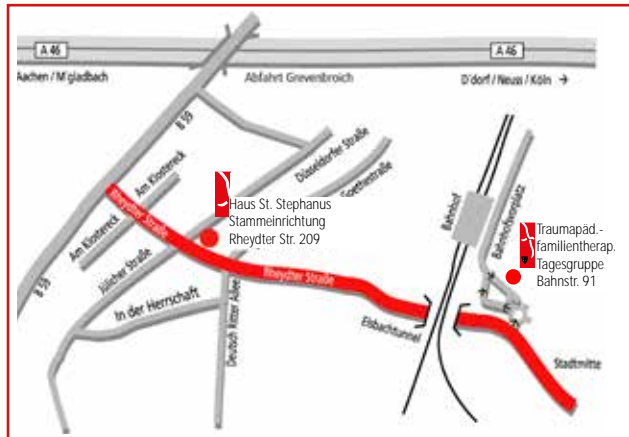 A 46
A 46
Aachen / M'gladbach
Abfahrt Grevenbroich
D'dorf / Neuss / Köln →
B 59
Düsseldorfer Straße
Goethestraße
Am Klostereck
Am Klostereck
Rheydter Straße
Haus St. Stephanus
Stammeinrichtung
Rheydter Str. 209
Bahnhof
Bahnhofvorplatz
Traumapäd.-
familientherap.
Tagesgruppe
Bahnstr. 91
Jülicher Straße
B 59
In der Herrschaft
Deutsch Ritter Allee
Rheydter Straße
Elsbachtunnel
Stadtmitte